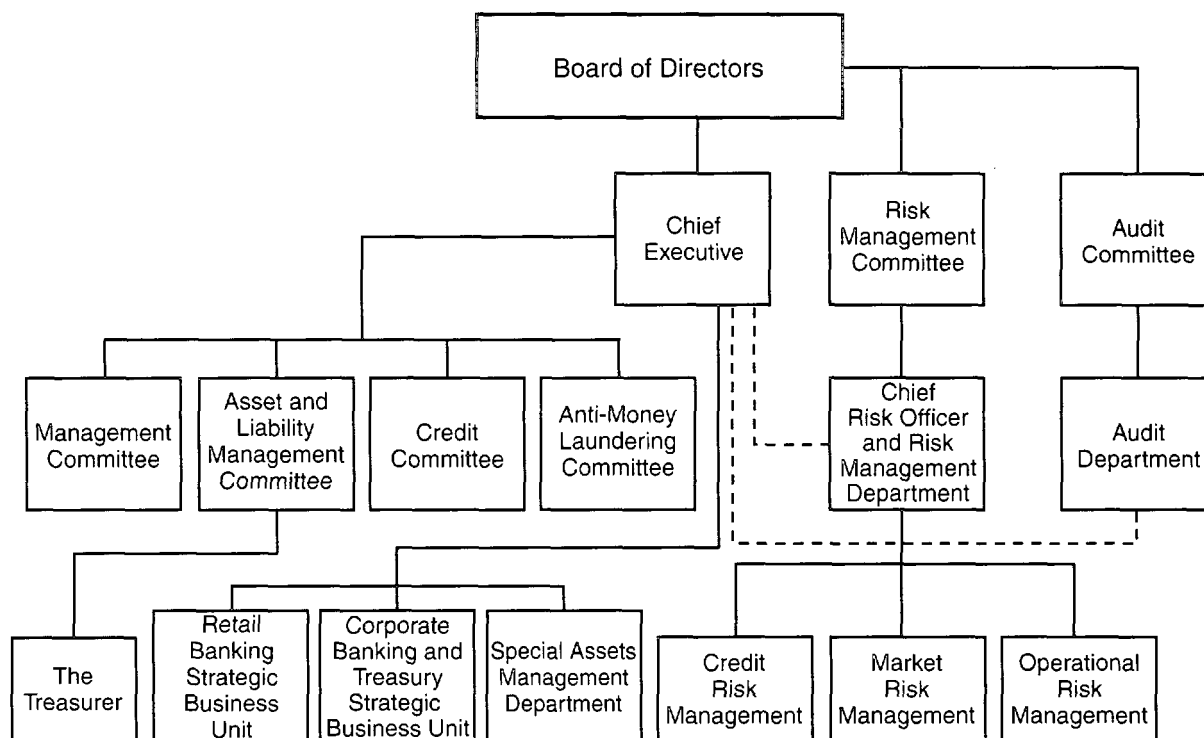 Board of Directors
Chief
Executive
Risk
Management
Committee
Audit
Committee
Management
Committee
Asset and
Liability
Management
Committee
Credit
Committee
Anti-Money
Laundering
Committee
Chief
Risk Officer
and Risk
Management
Department
Audit
Department
The
Treasurer
Retail
Banking
Strategic
Business
Unit
Corporate
Banking and
Treasury
Strategic
Business Unit
Special Assets
Management
Department
Credit
Risk
Management
Market
Risk
Management
Operational
Risk
Management